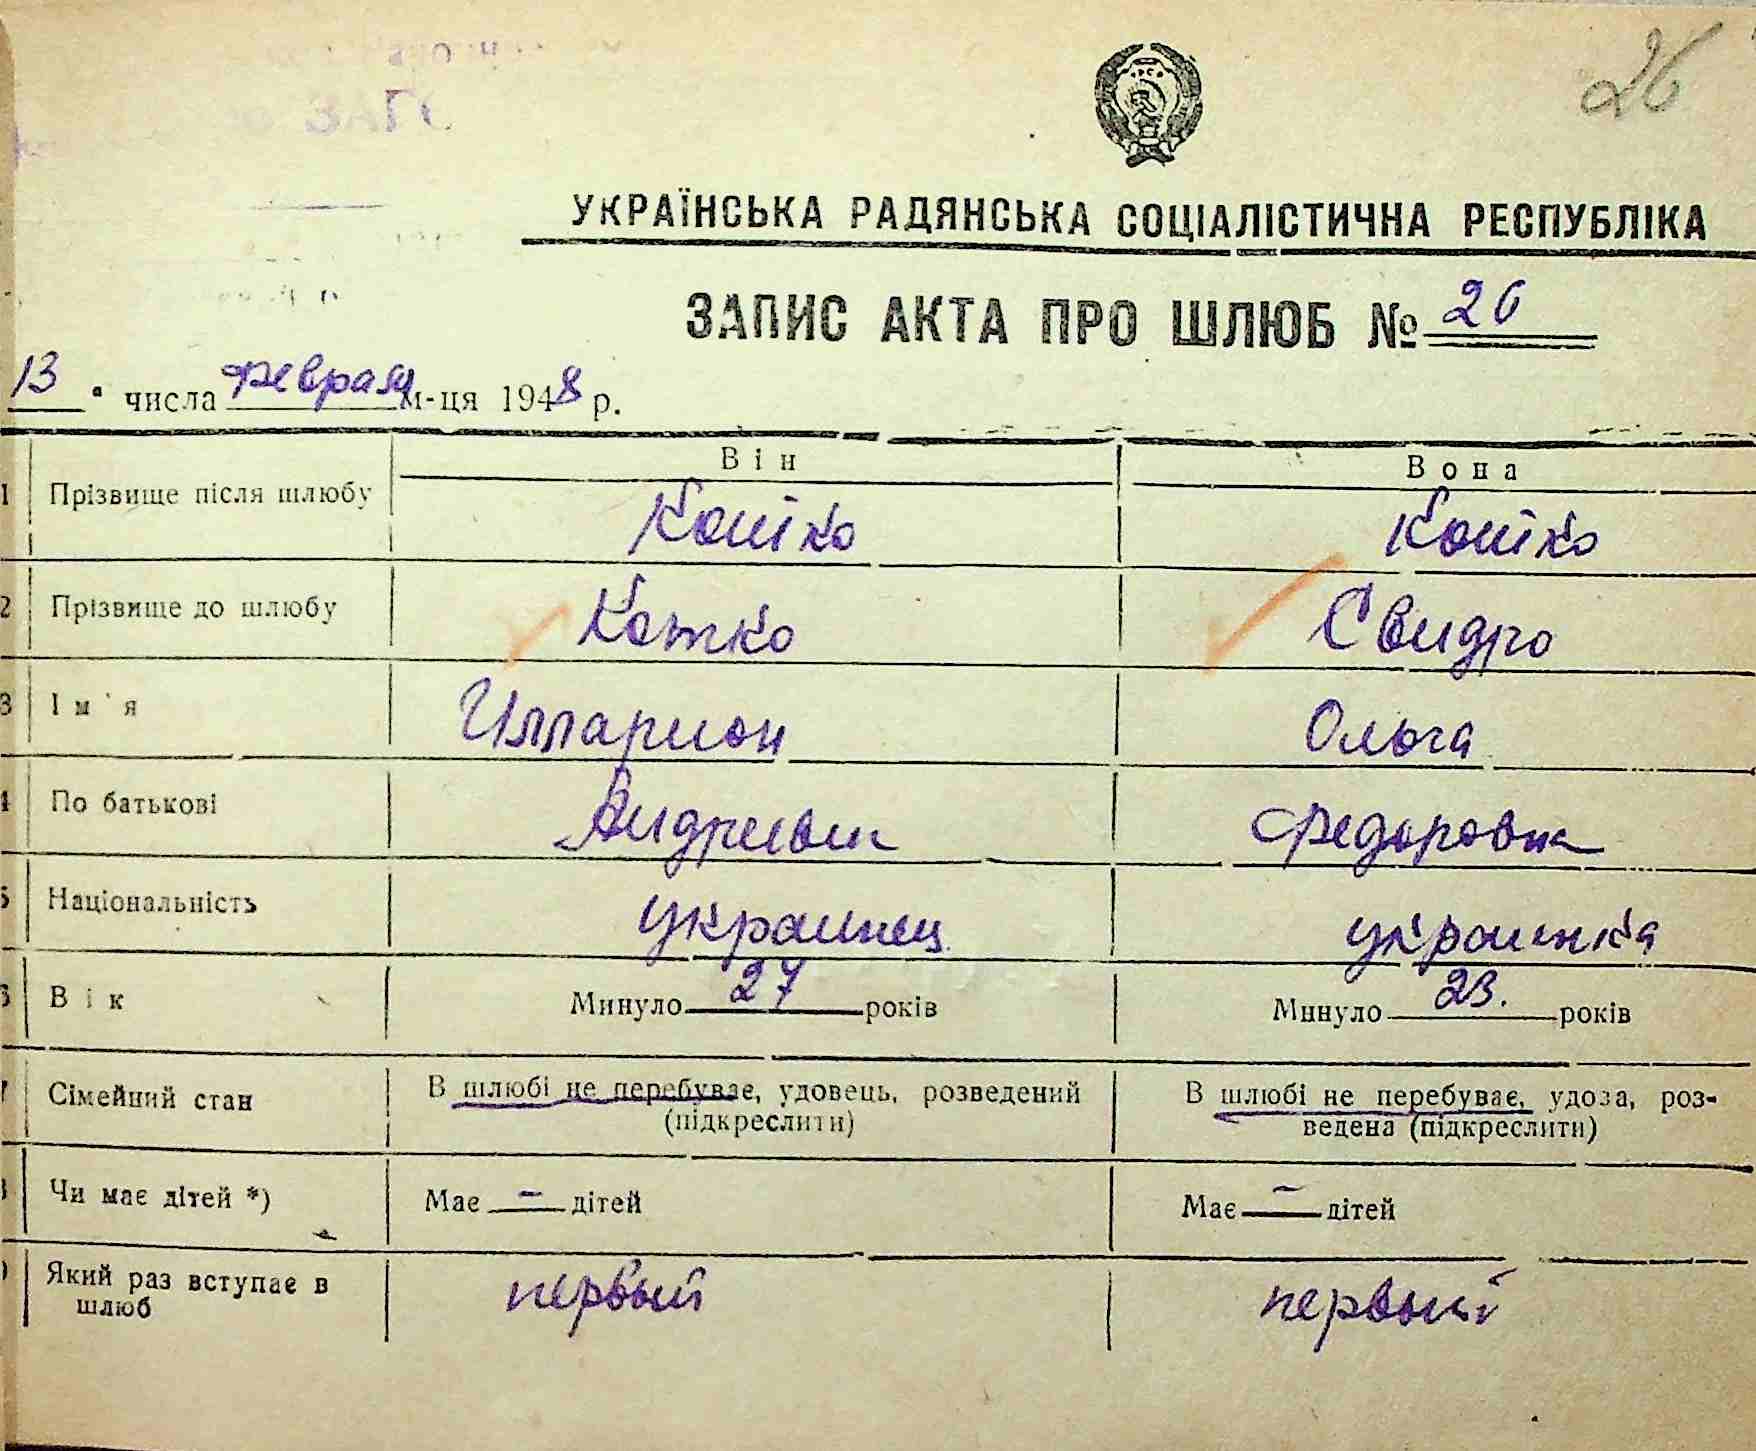 26
УКРАЇНСЬКА РАДЯНСЬКА СОЦІАЛІСТИЧНА РЕСПУБЛІКА
ЗАПИС АКТА ПРО ШЛЮБ № 26
13 " числа февраля м-ця 1948 р.
Він Вона
1 Прізвище після шлюбу Котко Котко
2 Прізвище до шлюбу Котко Свидро
3 Ім'я Илларион Ольга
4 По батькові Андреевич Федоровна
5 Національність украинец украинка
6 Вік Минуло 27 років Минуло 23. років
7 Сімейний стан В шлюбі не перебуває, удовець, розведений В шлюбі не перебуває, удова, роз-
(підкреслити) ведена (підкреслити)
8 Чи має дітей *) Має — дітей Має — дітей
9 Який раз вступає в первый первый
шлюб